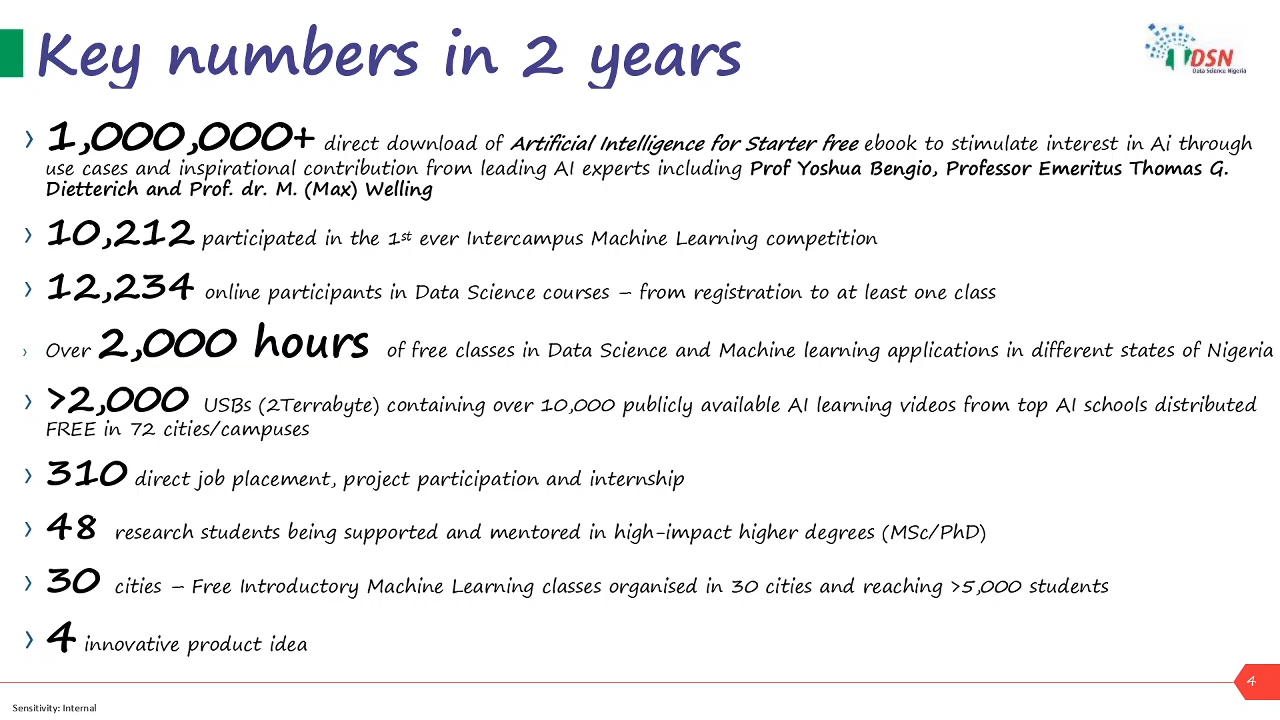 Key numbers in 2 years
DSN
Data Science Nigeria
› 1,000,000+ direct download of Artificial Intelligence for Starter free ebook to stimulate interest in Ai through
use cases and inspirational contribution from leading AI experts including Prof Yoshua Bengio, Professor Emeritus Thomas G.
Dietterich and Prof. dr. M. (Max) Welling
› 10,212 participated in the 1st ever Intercampus Machine Learning competition
› 12,234 online participants in Data Science courses – from registration to at least one class
› Over 2,000 hours of free classes in Data Science and Machine learning applications in different states of Nigeria
› >2,000 USBs (2Terrabyte) containing over 10,000 publicly available AI learning videos from top AI schools distributed
FREE in 72 cities/campuses
› 310 direct job placement, project participation and internship
› 48 research students being supported and mentored in high-impact higher degrees (MSc/PhD)
› 30 cities – Free Introductory Machine Learning classes organised in 30 cities and reaching >5,000 students
› 4 innovative product idea
4
Sensitivity: Internal